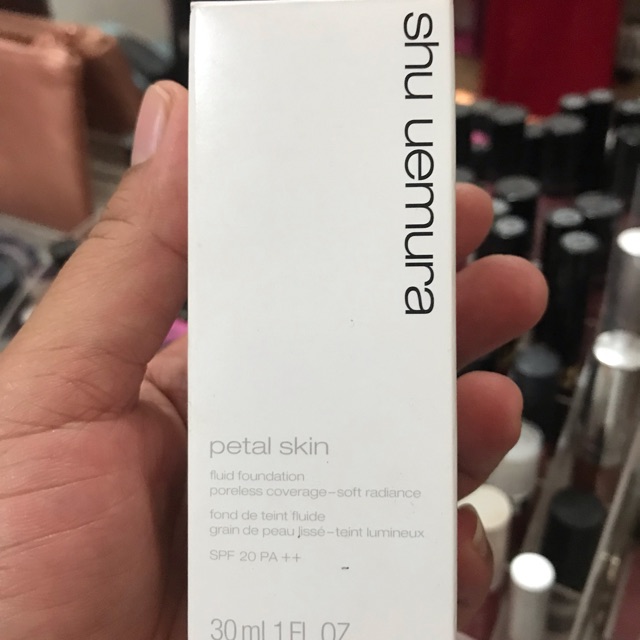 shu uemura
petal skin
fluid foundation
poreless coverage–soft radiance
fond de teint fluide
grain de peau lissé–teint lumineux
SPF 20 PA ++
30 ml 1 FL OZ